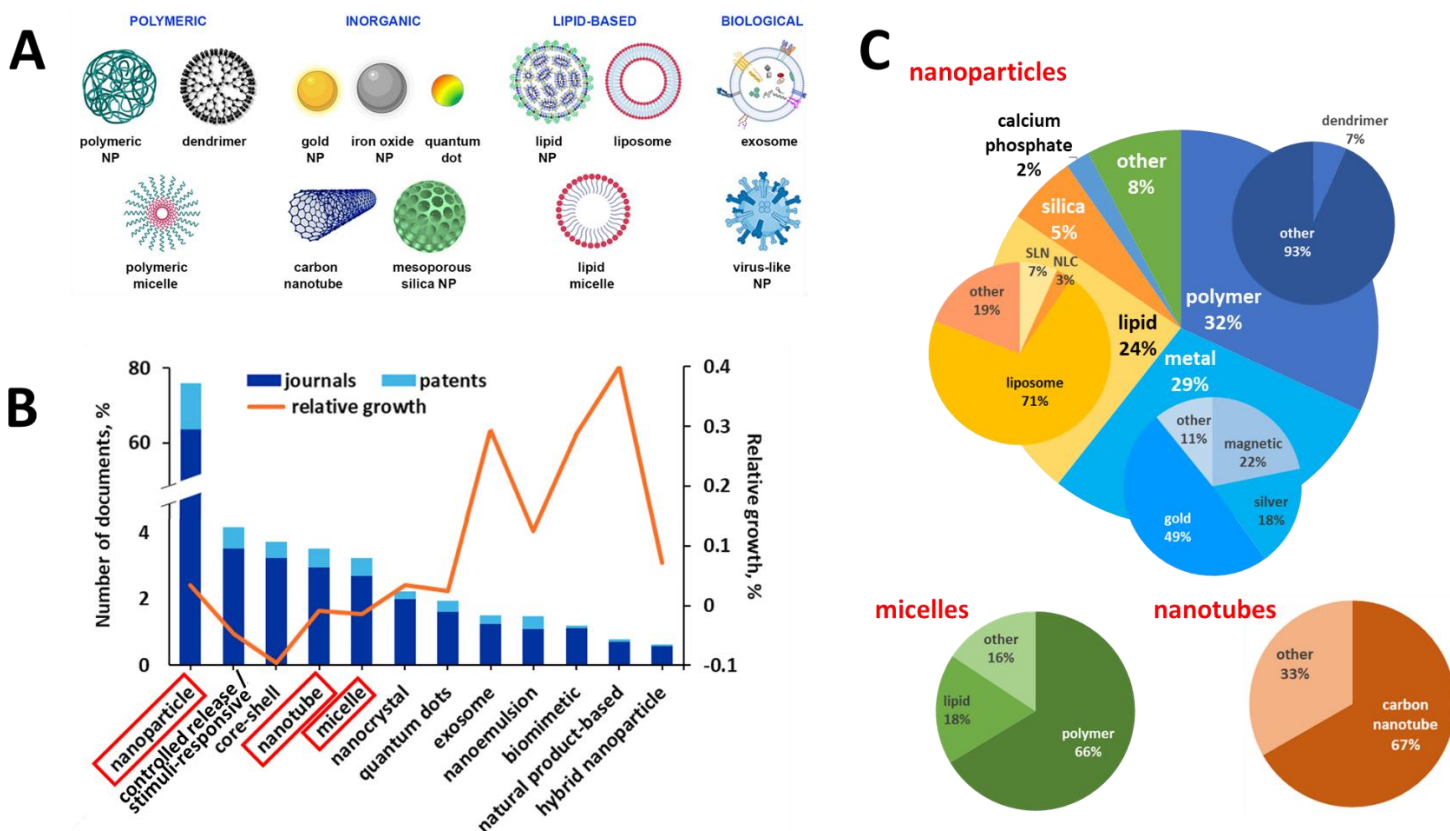 A
POLYMERIC
INORGANIC
LIPID-BASED
BIOLOGICAL
polymeric
NP
dendrimer
gold
NP
iron oxide
NP
quantum
dot
lipid
NP
liposome
exosome
polymeric
micelle
carbon
nanotube
mesoporous
silica NP
lipid
micelle
virus-like
NP
B
journals
patents
relative growth
Number of documents, %
80
60
4
2
0
Relative growth, %
0.4
0.3
0.2
0.1
0
-0.1
nanoparticle
controlled release/
stimuli-responsive
core-shell
nanotube
micelle
nanocrystal
quantum dots
exosome
nanoemulsion
biomimetic
natural product-based
hybrid nanoparticle
C
nanoparticles
calcium
phosphate
2%
other
8%
silica
5%
lipid
24%
polymer
32%
metal
29%
dendrimer
7%
other
93%
SLN
7%
NLC
3%
other
19%
liposome
71%
other
11%
magnetic
22%
silver
18%
gold
49%
micelles
other
16%
lipid
18%
polymer
66%
nanotubes
other
33%
carbon
nanotube
67%